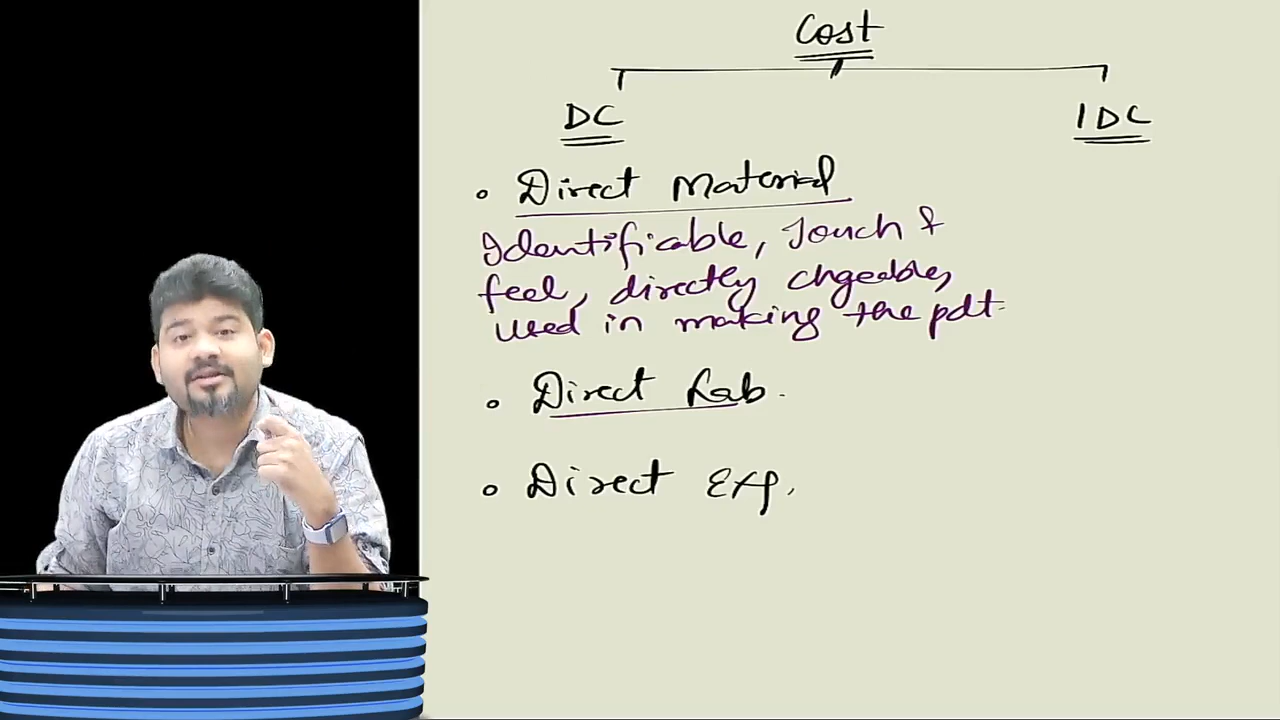 Cost
DC
IDC
• Direct Material
Identifiable, Touch &
feel, directly chgeable,
used in making the pdt.
• Direct Lab.
• Direct Exp.